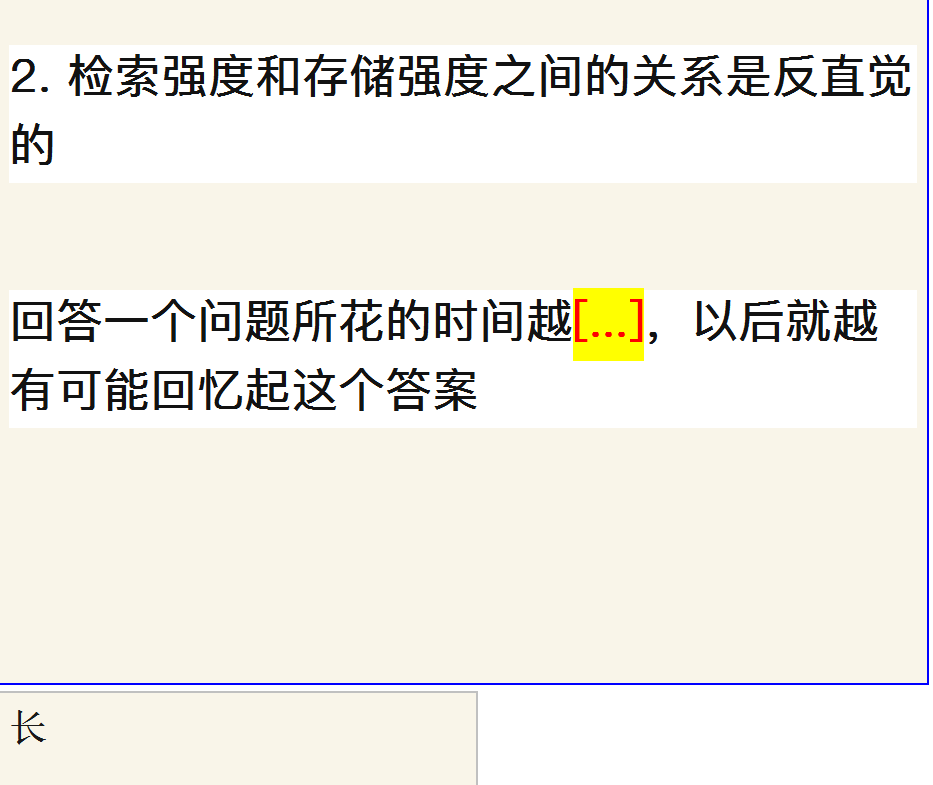 2. 检索强度和存储强度之间的关系是反直觉
的
回答一个问题所花的时间越[...]，以后就越
有可能回忆起这个答案
长